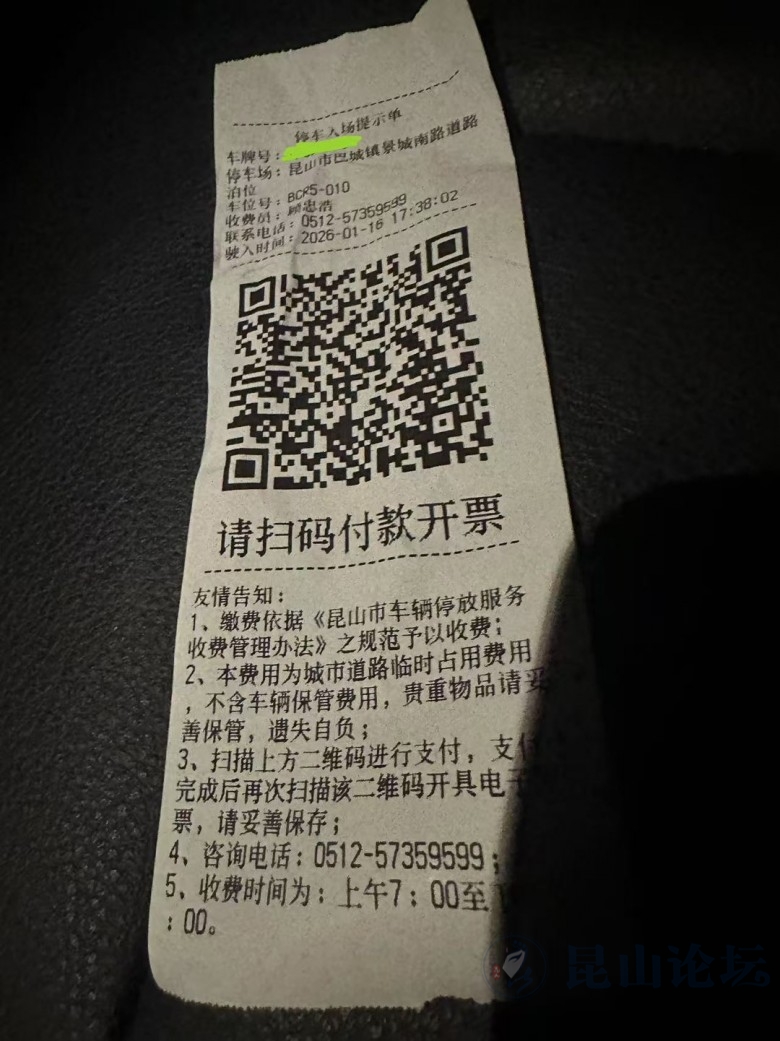 停车入场提示单
车牌号:
停车场: 昆山市巴城镇景城南路道路
泊位
车位号: BCR5-010
收费员: 顾忠浩
联系电话: 0512-57359599
驶入时间: 2026-01-16 17:38:02
请扫码付款开票
友情告知:
1、缴费依据《昆山市车辆停放服务
收费管理办法》之规范予以收费;
2、本费用为城市道路临时占用费用
,不含车辆保管费用,贵重物品请妥
善保管,遗失自负;
3、扫描上方二维码进行支付,支付
完成后再次扫描该二维码开具电子
票,请妥善保存;
4、咨询电话:0512-57359599;
5、收费时间为:上午7:00至
:00。
昆山论坛